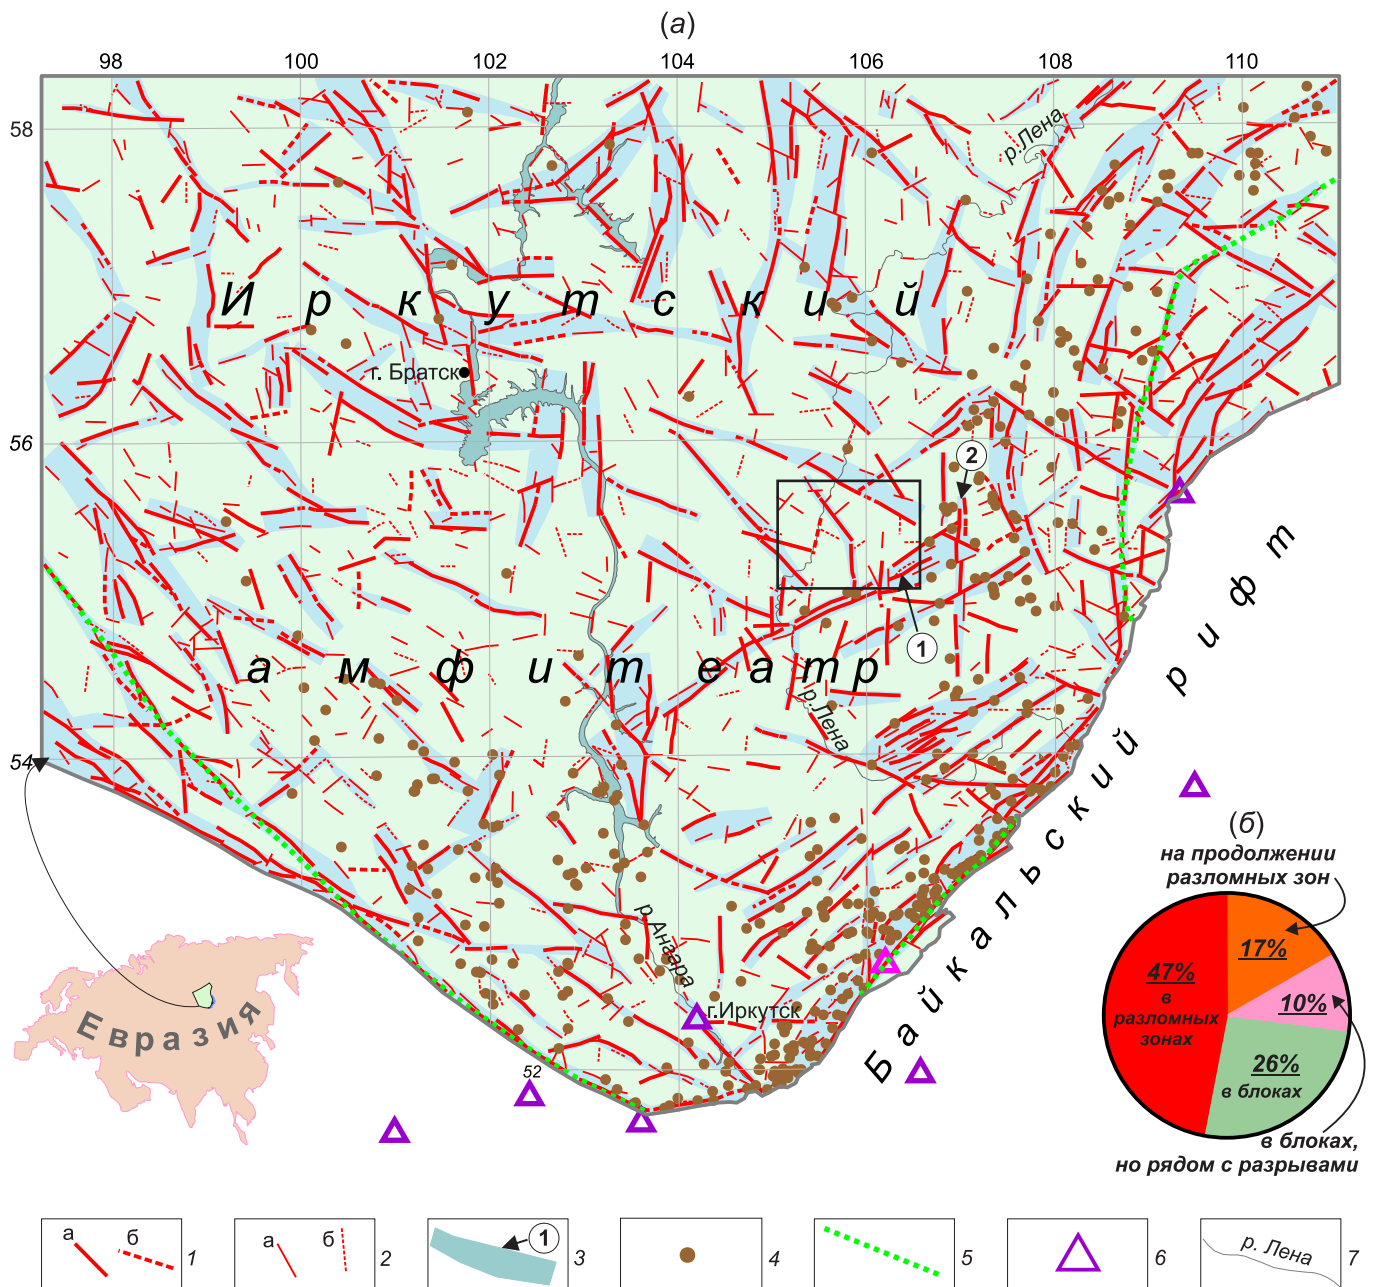 (а)
98 100 102 104 106 108 110
58
56
54
52
р.Лена
Иркутский
г. Братск
2
1
амфитеатр
р.Лена
Байкальский рифт
р.Ангара
г.Иркутск
Евразия
(б)
на продолжении
разломных зон
17%
47%
в
разломных
зонах
10%
26%
в блоках
в блоках,
но рядом с разрывами
а б 1
а б 2
1 3
4
5
6
р. Лена 7